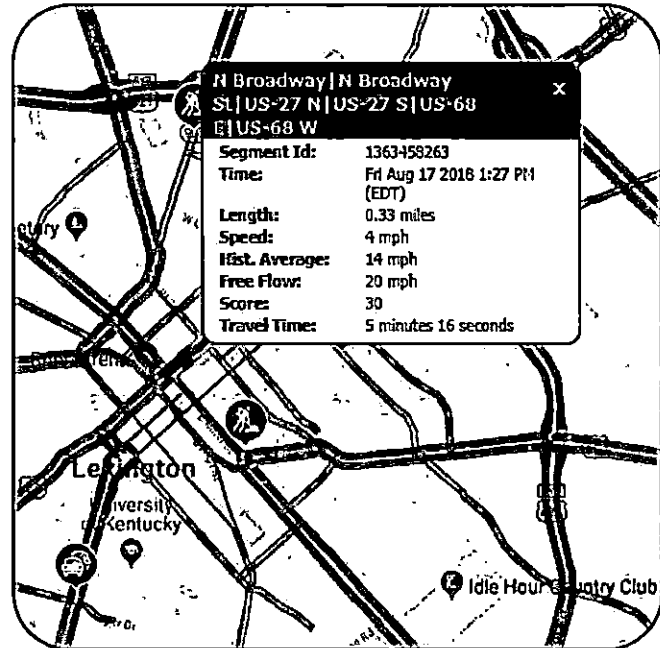 N Broadway|N Broadway
St|US-27 N|US-27 S|US-68
E|US-68 W
X
Segment Id: 1363458263
Time: Fri Aug 17 2018 1:27 PM
(EDT)
Length: 0.33 miles
Speed: 4 mph
Hist. Average: 14 mph
Free Flow: 20 mph
Score: 30
Travel Time: 5 minutes 16 seconds
Lexington
Kentucky
Idle Hour Country Club